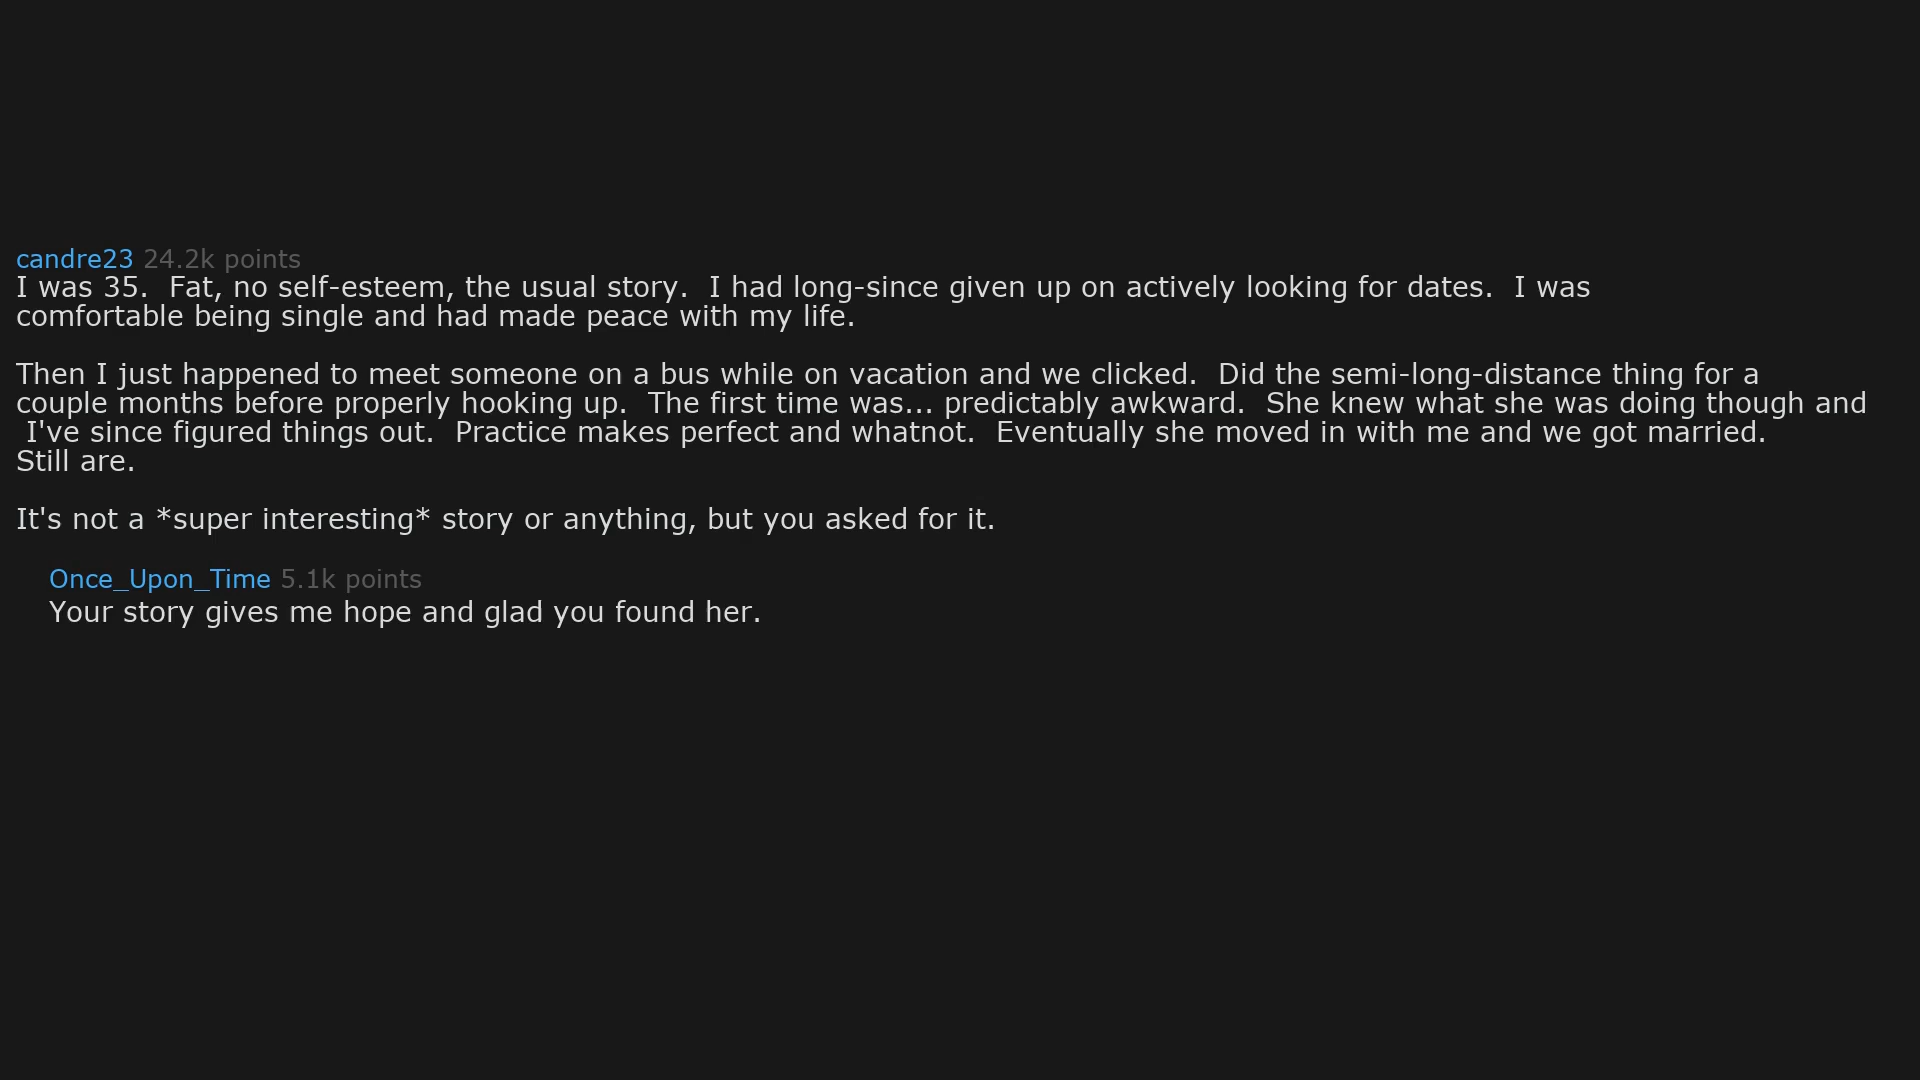 candre23 24.2k points
I was 35.  Fat, no self-esteem, the usual story.  I had long-since given up on actively looking for dates.  I was
comfortable being single and had made peace with my life.
Then I just happened to meet someone on a bus while on vacation and we clicked.  Did the semi-long-distance thing for a
couple months before properly hooking up.  The first time was... predictably awkward.  She knew what she was doing though and
I've since figured things out.  Practice makes perfect and whatnot.  Eventually she moved in with me and we got married.
Still are.
It's not a *super interesting* story or anything, but you asked for it.
Once_Upon_Time 5.1k points
Your story gives me hope and glad you found her.